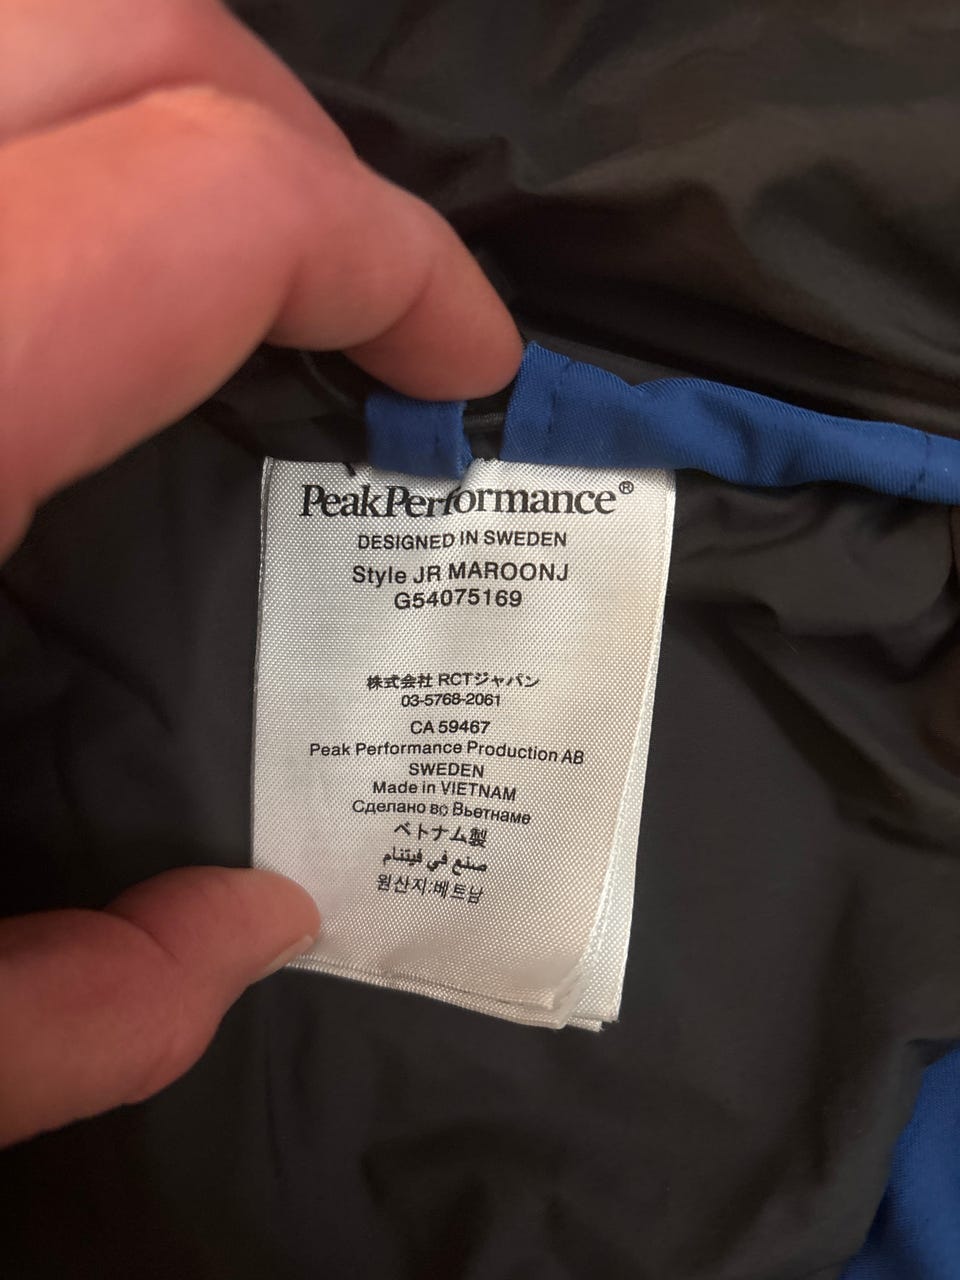 PeakPerformance®
DESIGNED IN SWEDEN
Style JR MAROONJ
G54075169
株式会社 RCTジャパン
03-5768-2061
CA 59467
Peak Performance Production AB
SWEDEN
Made in VIETNAM
Сделано во Вьетнаме
ベトナム製
صنع في فيتنام
원산지:베트남